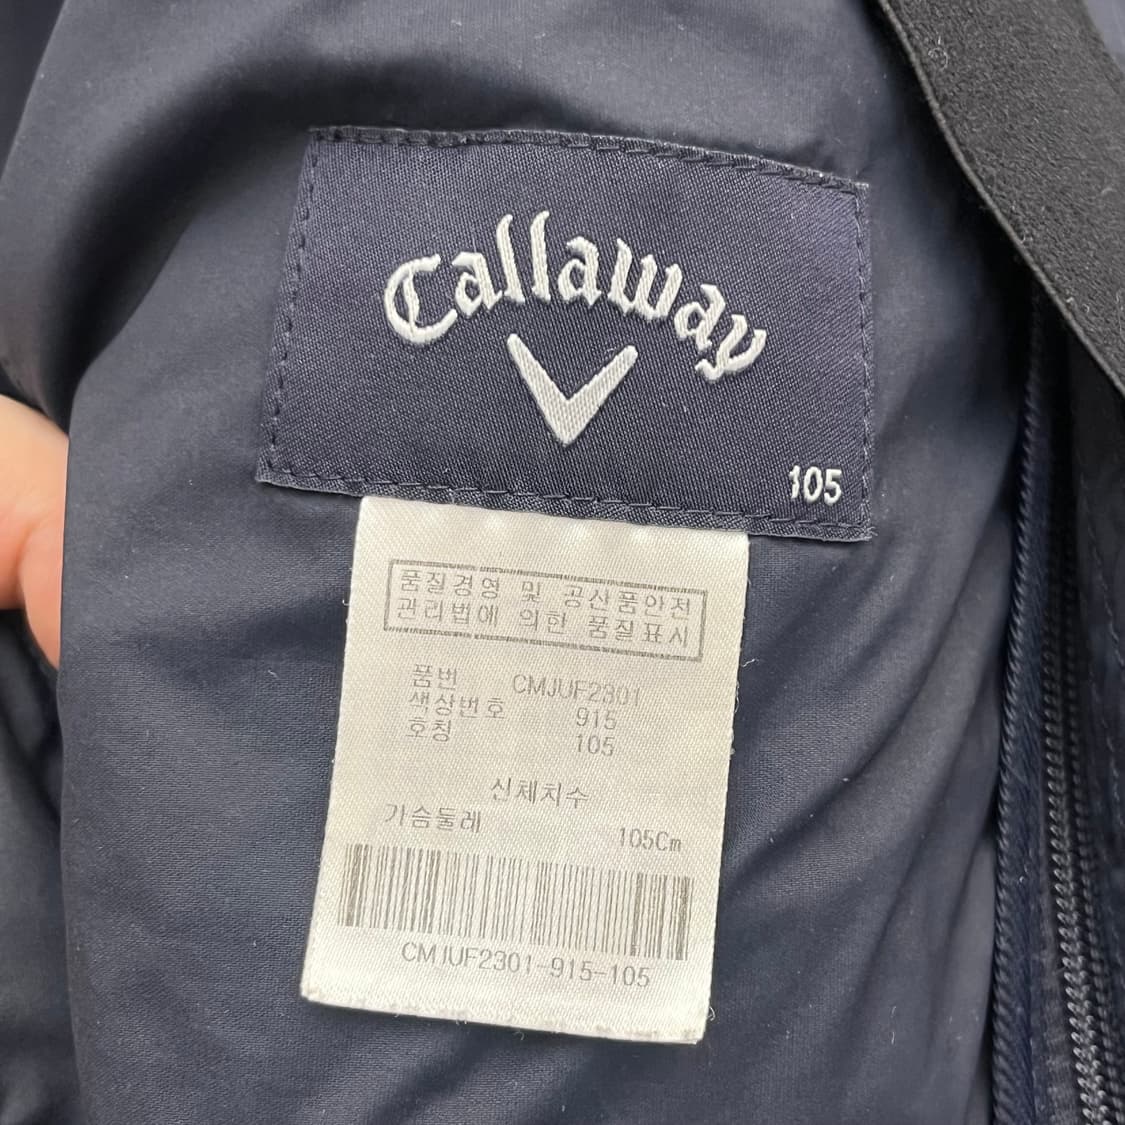 Callaway
105
품질경영 및 공산품안전
관리법에 의한 품질표시
품번 CMJUF2301
색상번호 915
호칭 105
신체치수
가슴둘레 105Cm
CMJUF2301-915-105